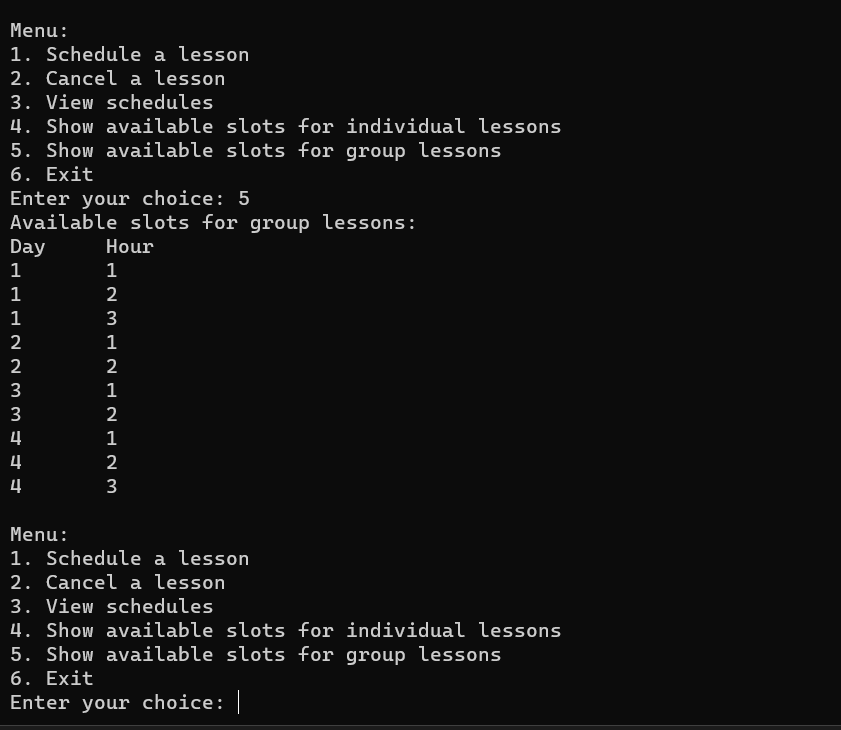 Menu:
1. Schedule a lesson
2. Cancel a lesson
3. View schedules
4. Show available slots for individual lessons
5. Show available slots for group lessons
6. Exit
Enter your choice: 5
Available slots for group lessons:
Day     Hour
1       1
1       2
1       3
2       1
2       2
3       1
3       2
4       1
4       2
4       3

Menu:
1. Schedule a lesson
2. Cancel a lesson
3. View schedules
4. Show available slots for individual lessons
5. Show available slots for group lessons
6. Exit
Enter your choice: